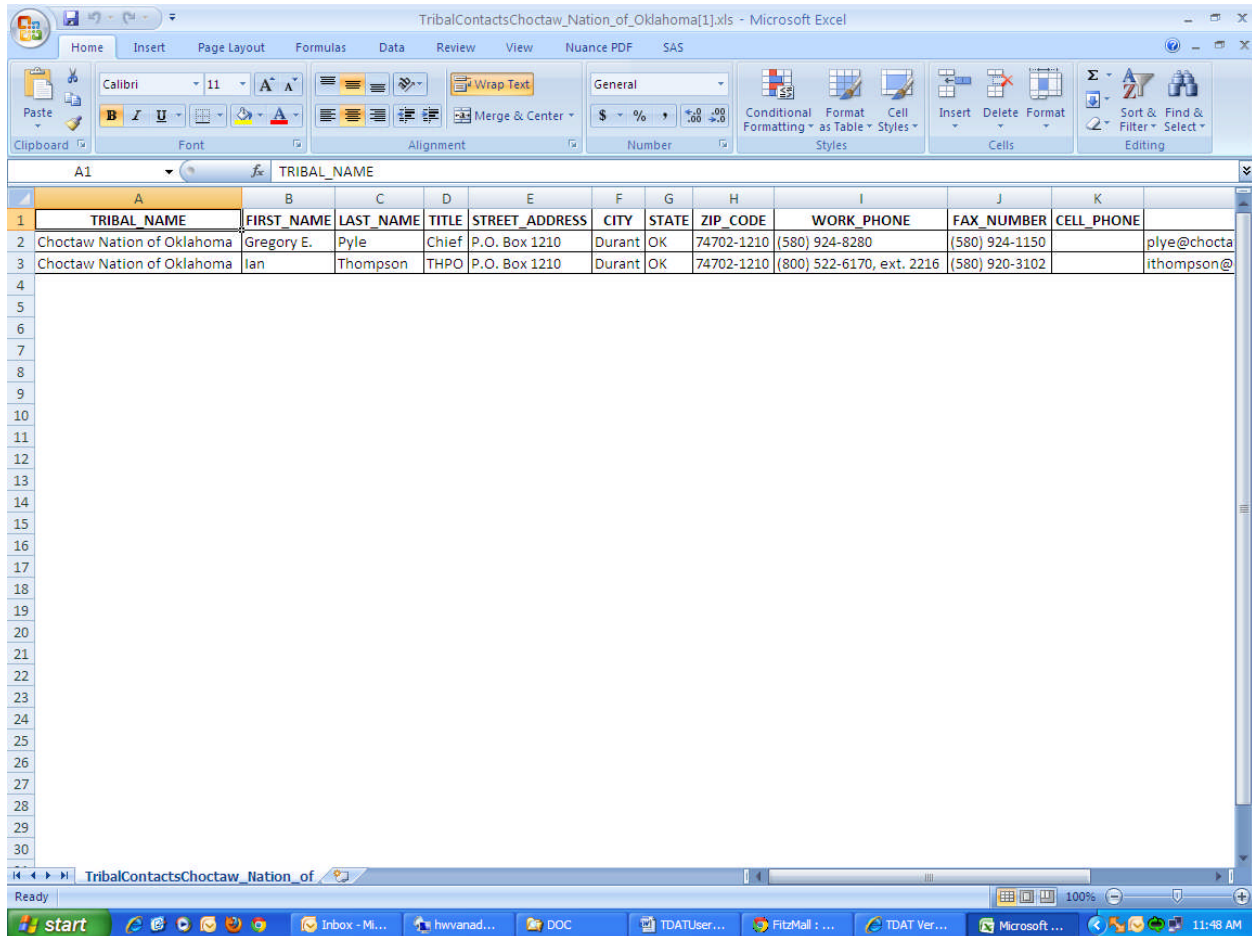 TribalContactsChoctaw_Nation_of_Oklahoma[1].xls - Microsoft Excel
Home Insert Page Layout Formulas Data Review View Nuance PDF SAS
Calibri 11 A A Wrap Text General Σ
Paste B I U A Merge & Center $ % , .0 .00 .00 .0 Conditional Formatting Format as Table Cell Styles Insert Delete Format Sort & Filter Find & Select
Clipboard Font Alignment Number Styles Cells Editing
A1 fx TRIBAL_NAME
A B C D E F G H I J K
1 TRIBAL_NAME FIRST_NAME LAST_NAME TITLE STREET_ADDRESS CITY STATE ZIP_CODE WORK_PHONE FAX_NUMBER CELL_PHONE
2 Choctaw Nation of Oklahoma Gregory E. Pyle Chief P.O. Box 1210 Durant OK 74702-1210 (580) 924-8280 (580) 924-1150 plye@chocta
3 Choctaw Nation of Oklahoma Ian Thompson THPO P.O. Box 1210 Durant OK 74702-1210 (800) 522-6170, ext. 2216 (580) 920-3102 ithompson@
4
5
6
7
8
9
10
11
12
13
14
15
16
17
18
19
20
21
22
23
24
25
26
27
28
29
30
TribalContactsChoctaw_Nation_of
Ready 100%
start Inbox - Mi... hwvanad... DOC TDATUser... FitzMall : ... TDAT Ver... Microsoft ... 11:48 AM